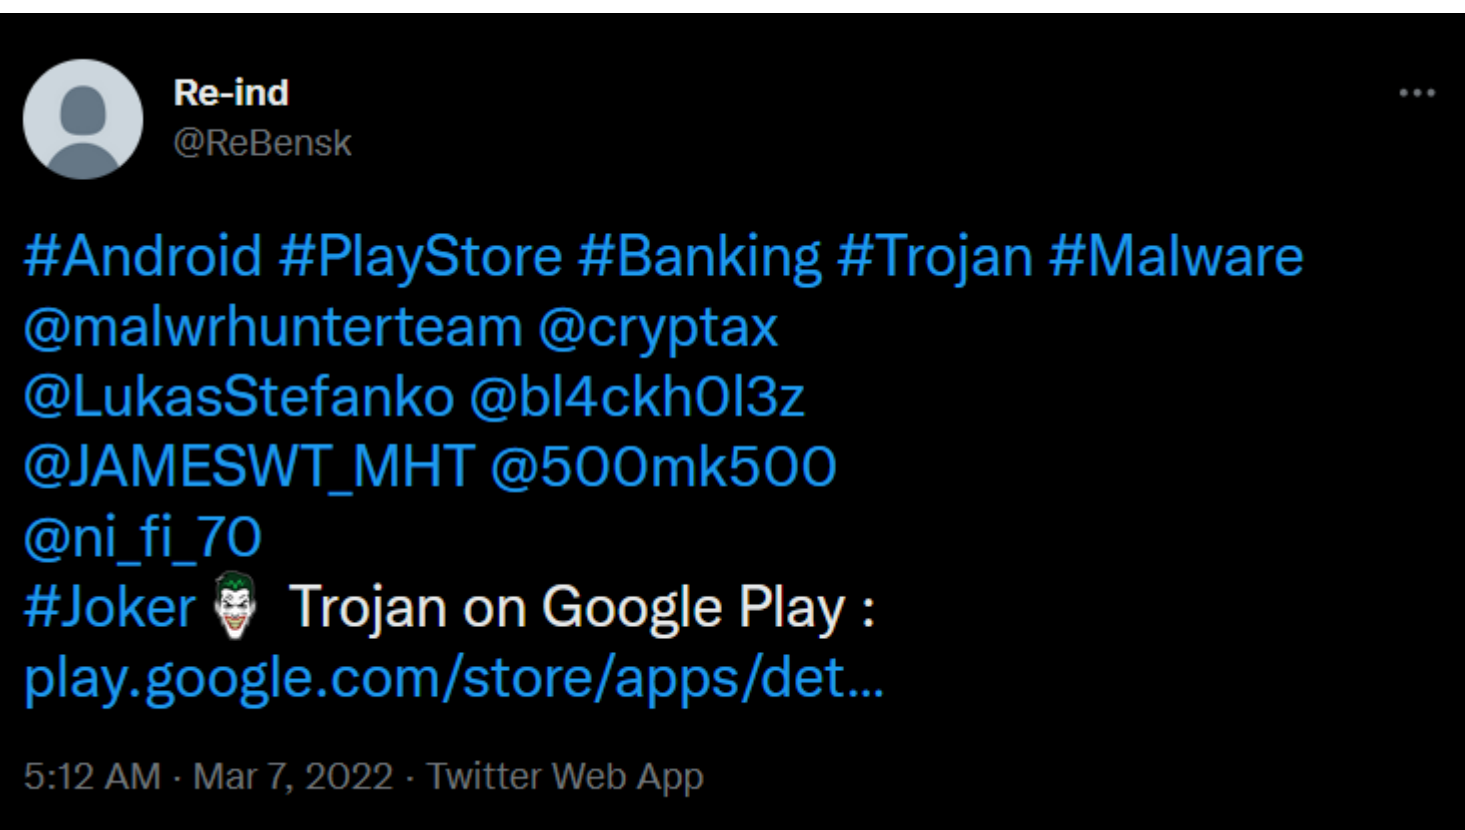 Re-ind
@ReBensk
#Android #PlayStore #Banking #Trojan #Malware
@malwrhunterteam @cryptax
@LukasStefanko @bl4ckh0l3z
@JAMESWT_MHT @500mk500
@ni_fi_70
#Joker Trojan on Google Play :
play.google.com/store/apps/det...
5:12 AM · Mar 7, 2022 · Twitter Web App